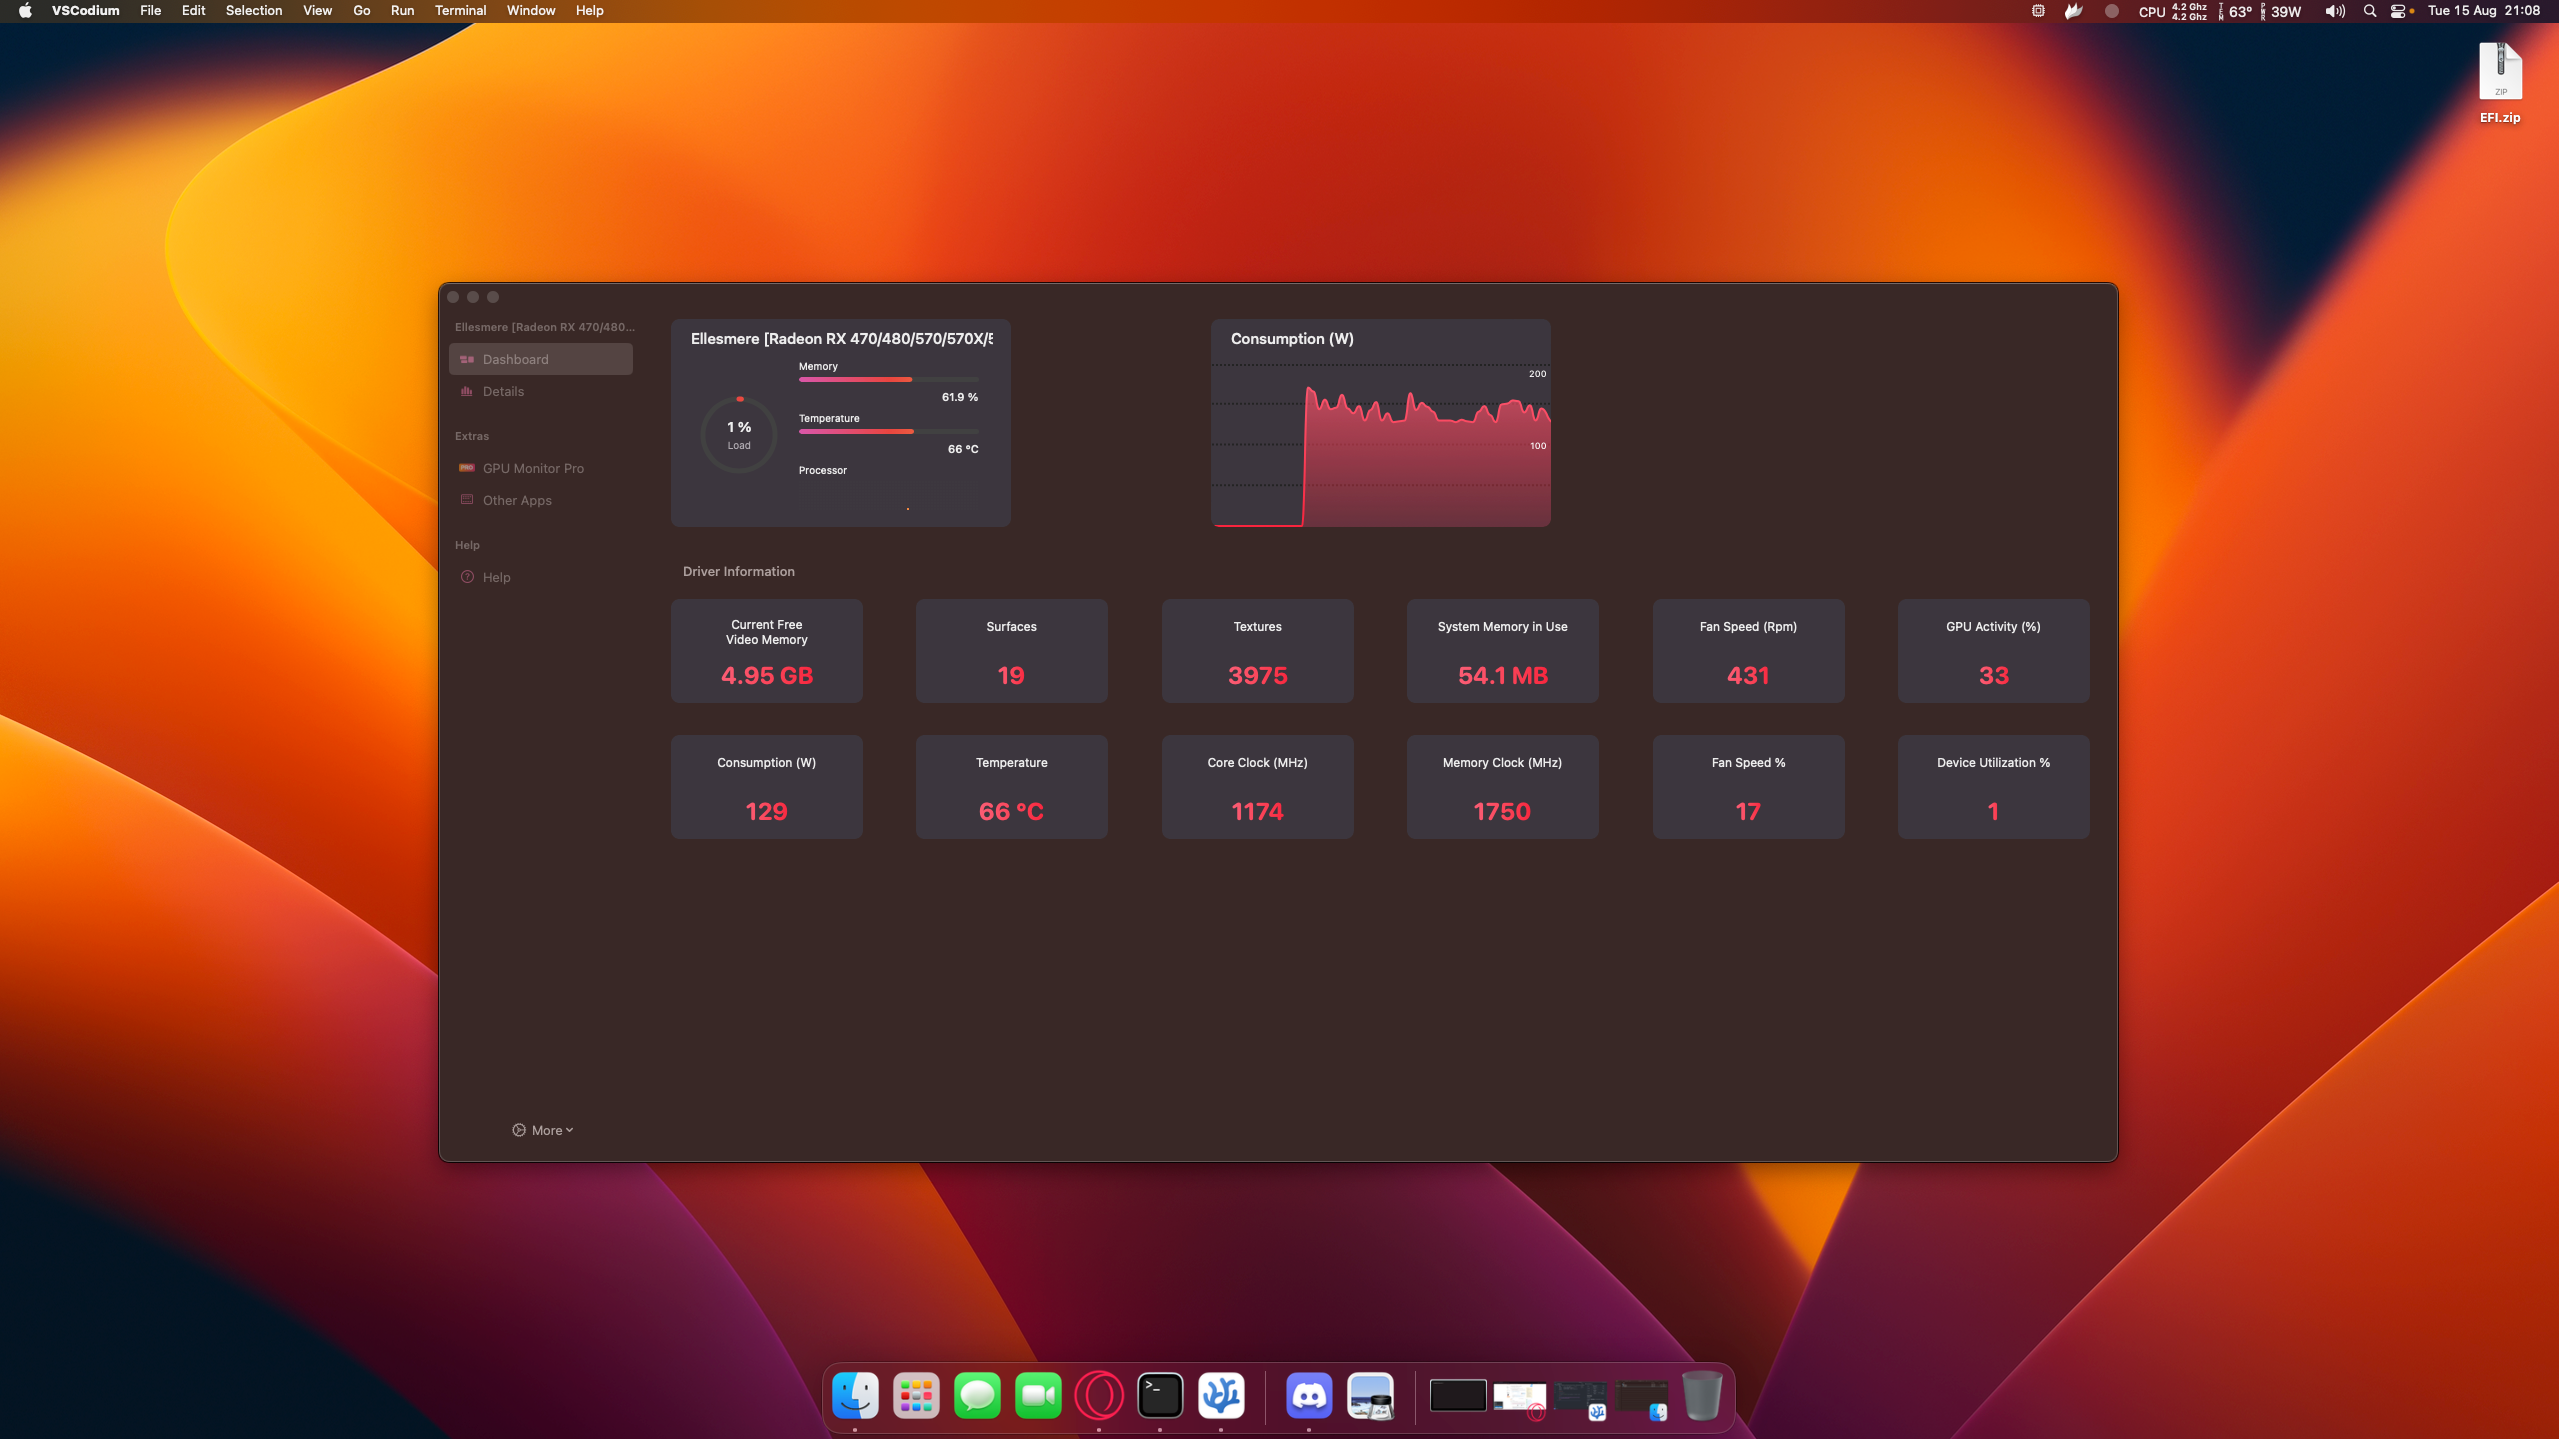 VSCodium File Edit Selection View Go Run Terminal Window Help
CPU 4.2 Ghz 4.2 Ghz TEM 63° PWR 39W Tue 15 Aug 21:08
ZIP
EFI.zip
Ellesmere [Radeon RX 470/480...
Dashboard
Details
Extras
PRO GPU Monitor Pro
Other Apps
Help
Help
More
Ellesmere [Radeon RX 470/480/570/570X/5
1 %
Load
Memory
61.9 %
Temperature
66 °C
Processor
Consumption (W)
200
100
Driver Information
Current Free
Video Memory
4.95 GB
Surfaces
19
Textures
3975
System Memory in Use
54.1 MB
Fan Speed (Rpm)
431
GPU Activity (%)
33
Consumption (W)
129
Temperature
66 °C
Core Clock (MHz)
1174
Memory Clock (MHz)
1750
Fan Speed %
17
Device Utilization %
1
>_